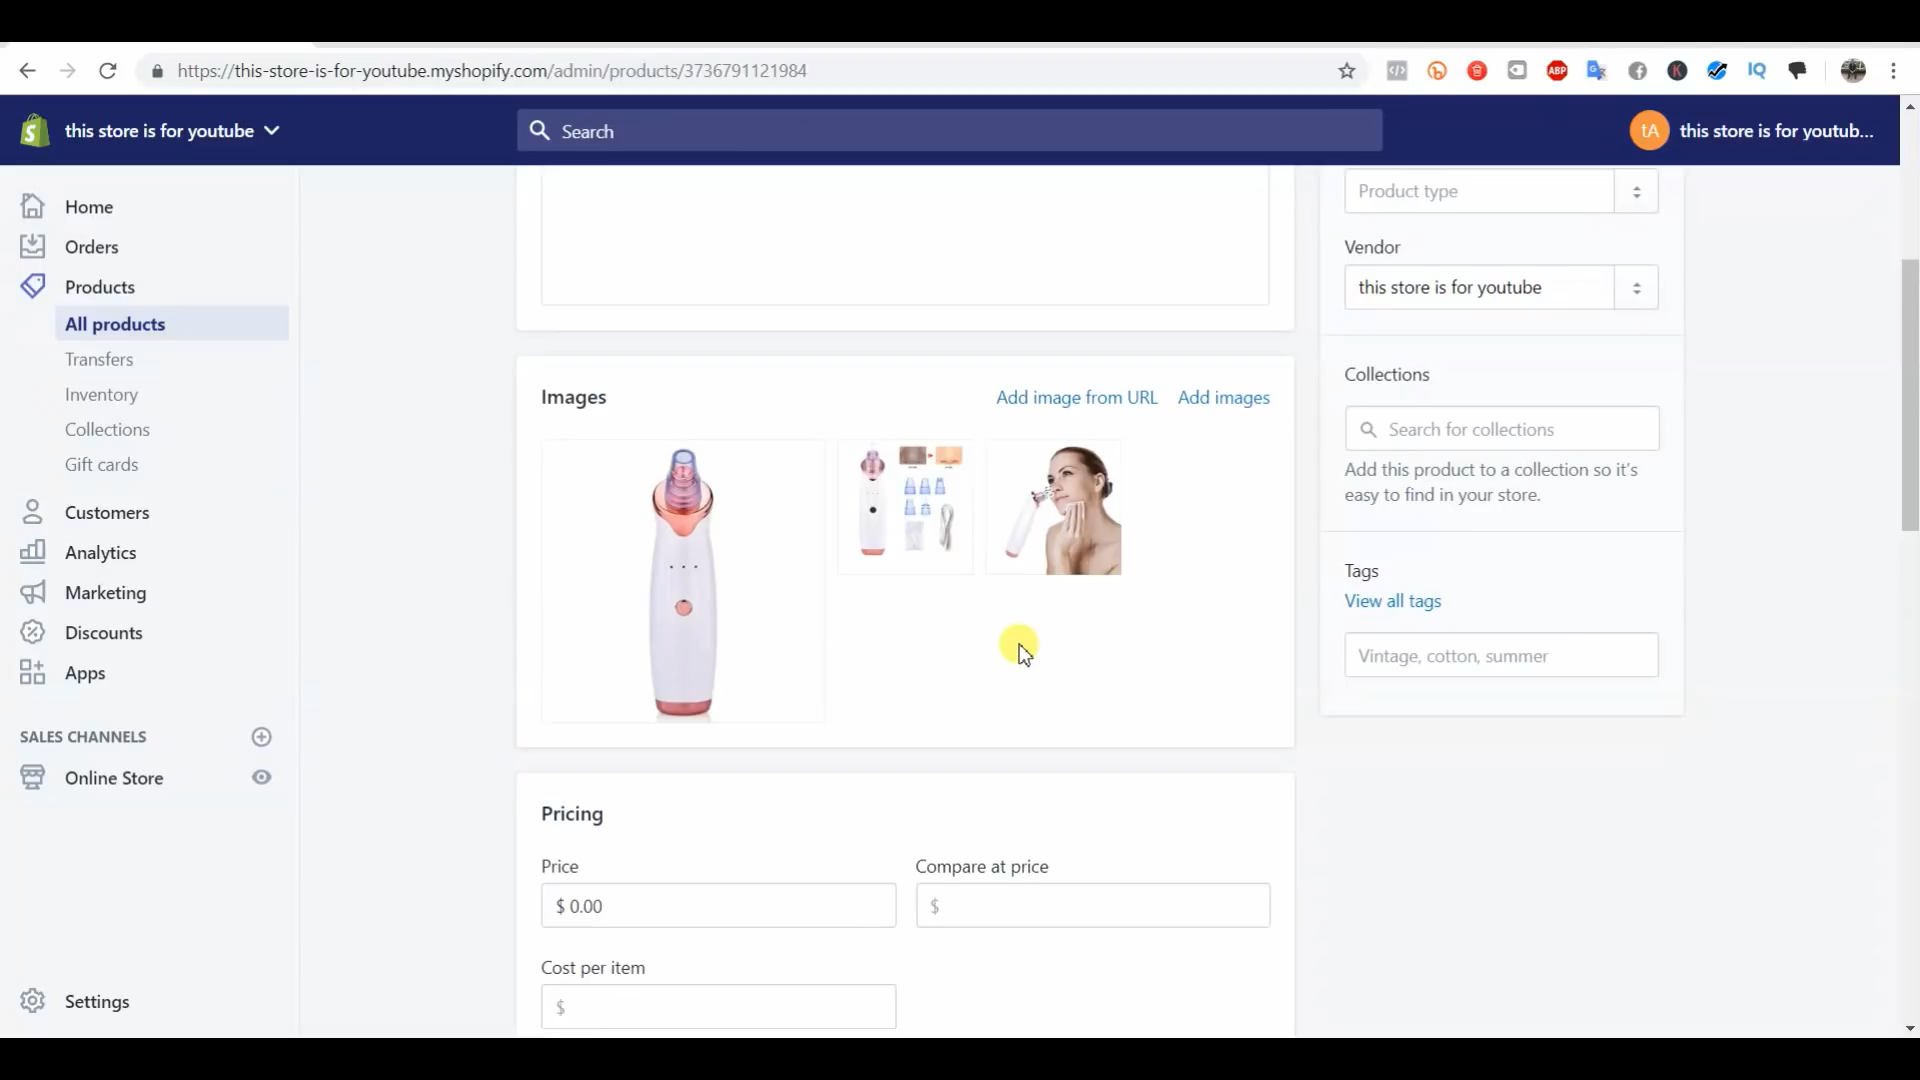 https://this-store-is-for-youtube.myshopify.com/admin/products/3736791121984
ABP
K
IQ
this store is for youtube
Search
tA
this store is for youtub...
Home
Orders
Products
All products
Transfers
Inventory
Collections
Gift cards
Customers
Analytics
Marketing
Discounts
Apps
SALES CHANNELS
Online Store
Settings
Images
Add image from URL
Add images
Pricing
Price
$ 0.00
Compare at price
$
Cost per item
$
Product type
Vendor
this store is for youtube
Collections
Search for collections
Add this product to a collection so it's
easy to find in your store.
Tags
View all tags
Vintage, cotton, summer